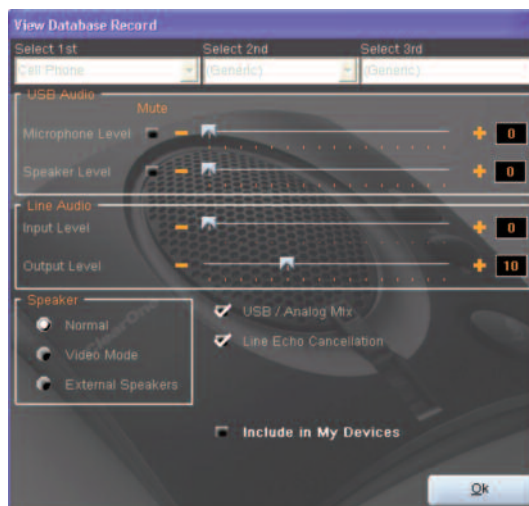 View Database Record
Select 1st Select 2nd Select 3rd
Cell Phone (Generic) (Generic)
USB Audio
Mute
Microphone Level 0
Speaker Level 0
Line Audio
Input Level 0
Output Level 10
Speaker
Normal
Video Mode
External Speakers
USB / Analog Mix
Line Echo Cancellation
ClearOne
Include in My Devices
Ok